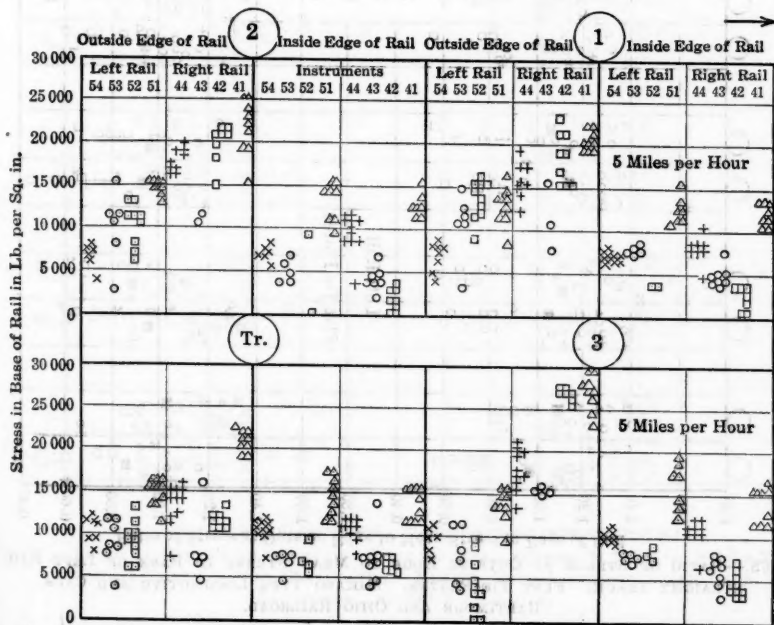 2 1
Outside Edge of Rail Inside Edge of Rail Outside Edge of Rail Inside Edge of Rail
Left Rail Right Rail Instruments Left Rail Right Rail Left Rail Right Rail
54 53 52 51 44 43 42 41 54 53 52 51 44 43 42 41 54 53 52 51 44 43 42 41 54 53 52 51 44 43 42 41
30 000
25 000
20 000
15 000
10 000
5 000
0
5 Miles per Hour
Tr. 3
30 000
25 000
20 000
15 000
10 000
5 000
0
5 Miles per Hour
Stress in Base of Rail in Lb. per Sq. in.